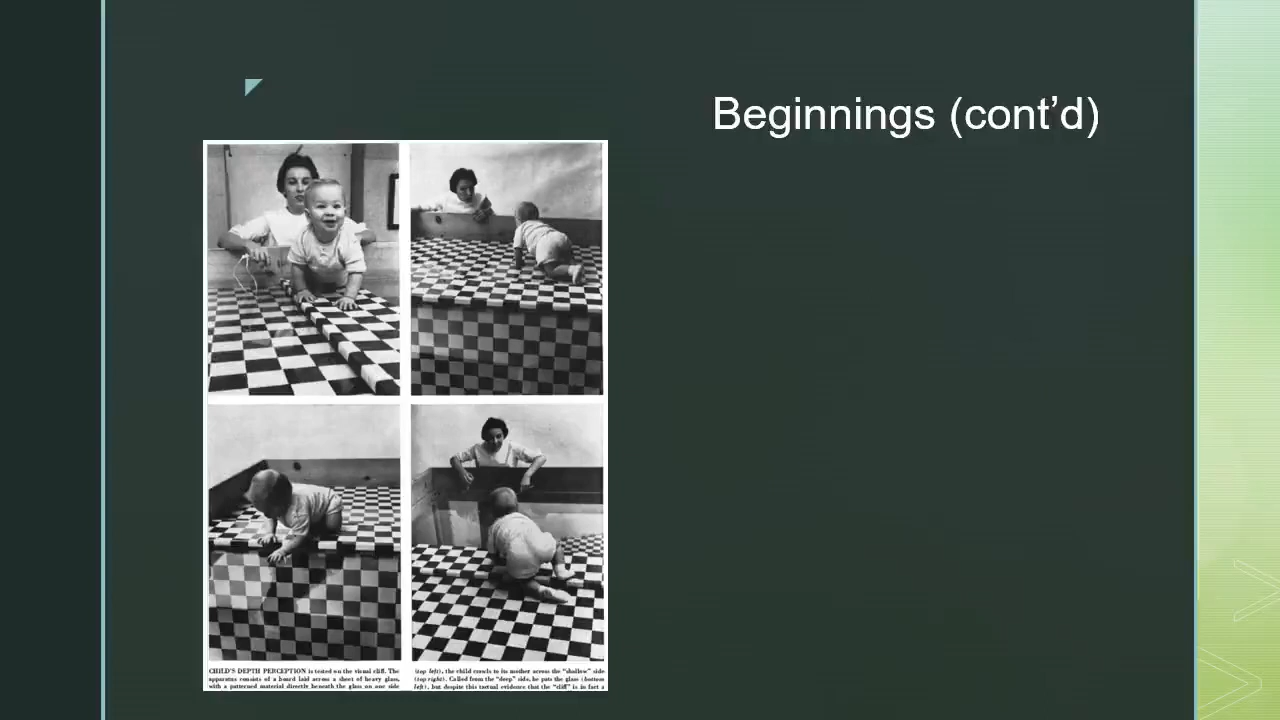 Beginnings (cont’d)
CHILD'S DEPTH PERCEPTION is tested on the visual cliff. The
apparatus consists of a board laid across a sheet of heavy glass,
with a patterned material directly beneath the glass on one side
(top left), the child crawls to its mother across the “shallow” side
(top right). Called from the “deep” side, he pats the glass (bottom
left), but despite this tactual evidence that the “cliff” is in fact a